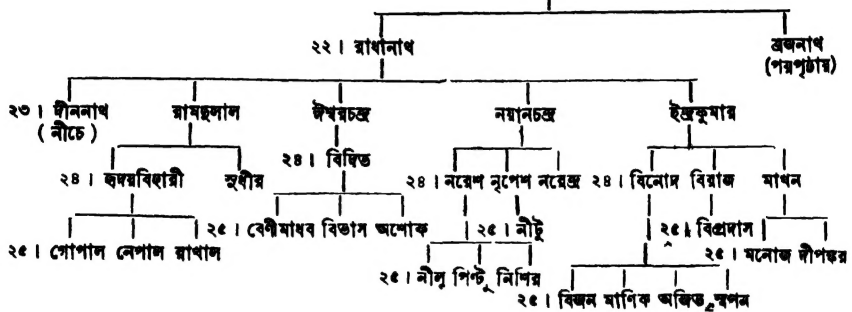 ২২। রাধানাথ ব্রজনাথ
(পরপৃষ্ঠায়)
২৩। দীননাথ রামদুলাল ঈশ্বরচন্দ্র নয়ানচন্দ্র ইন্দ্রকুমার
(নীচে)
২৪। হৃদয়বিহারী সুধীর ২৪। বিম্বিত ২৪। নরেশ নৃপেশ নরেন্দ্র ২৪। বিনোদ বিরাজ মাখন
২৫। গোপাল নেপাল রাখাল ২৫। বেণীমাধব বিভাস অশোক ২৫। নীটু ২৫। বিপ্রদাস
২৫। নীলু পিণ্টু নিশির ২৫। মনোজ দীপঙ্কর
২৫। বিজন মাণিক অজিত স্বপন